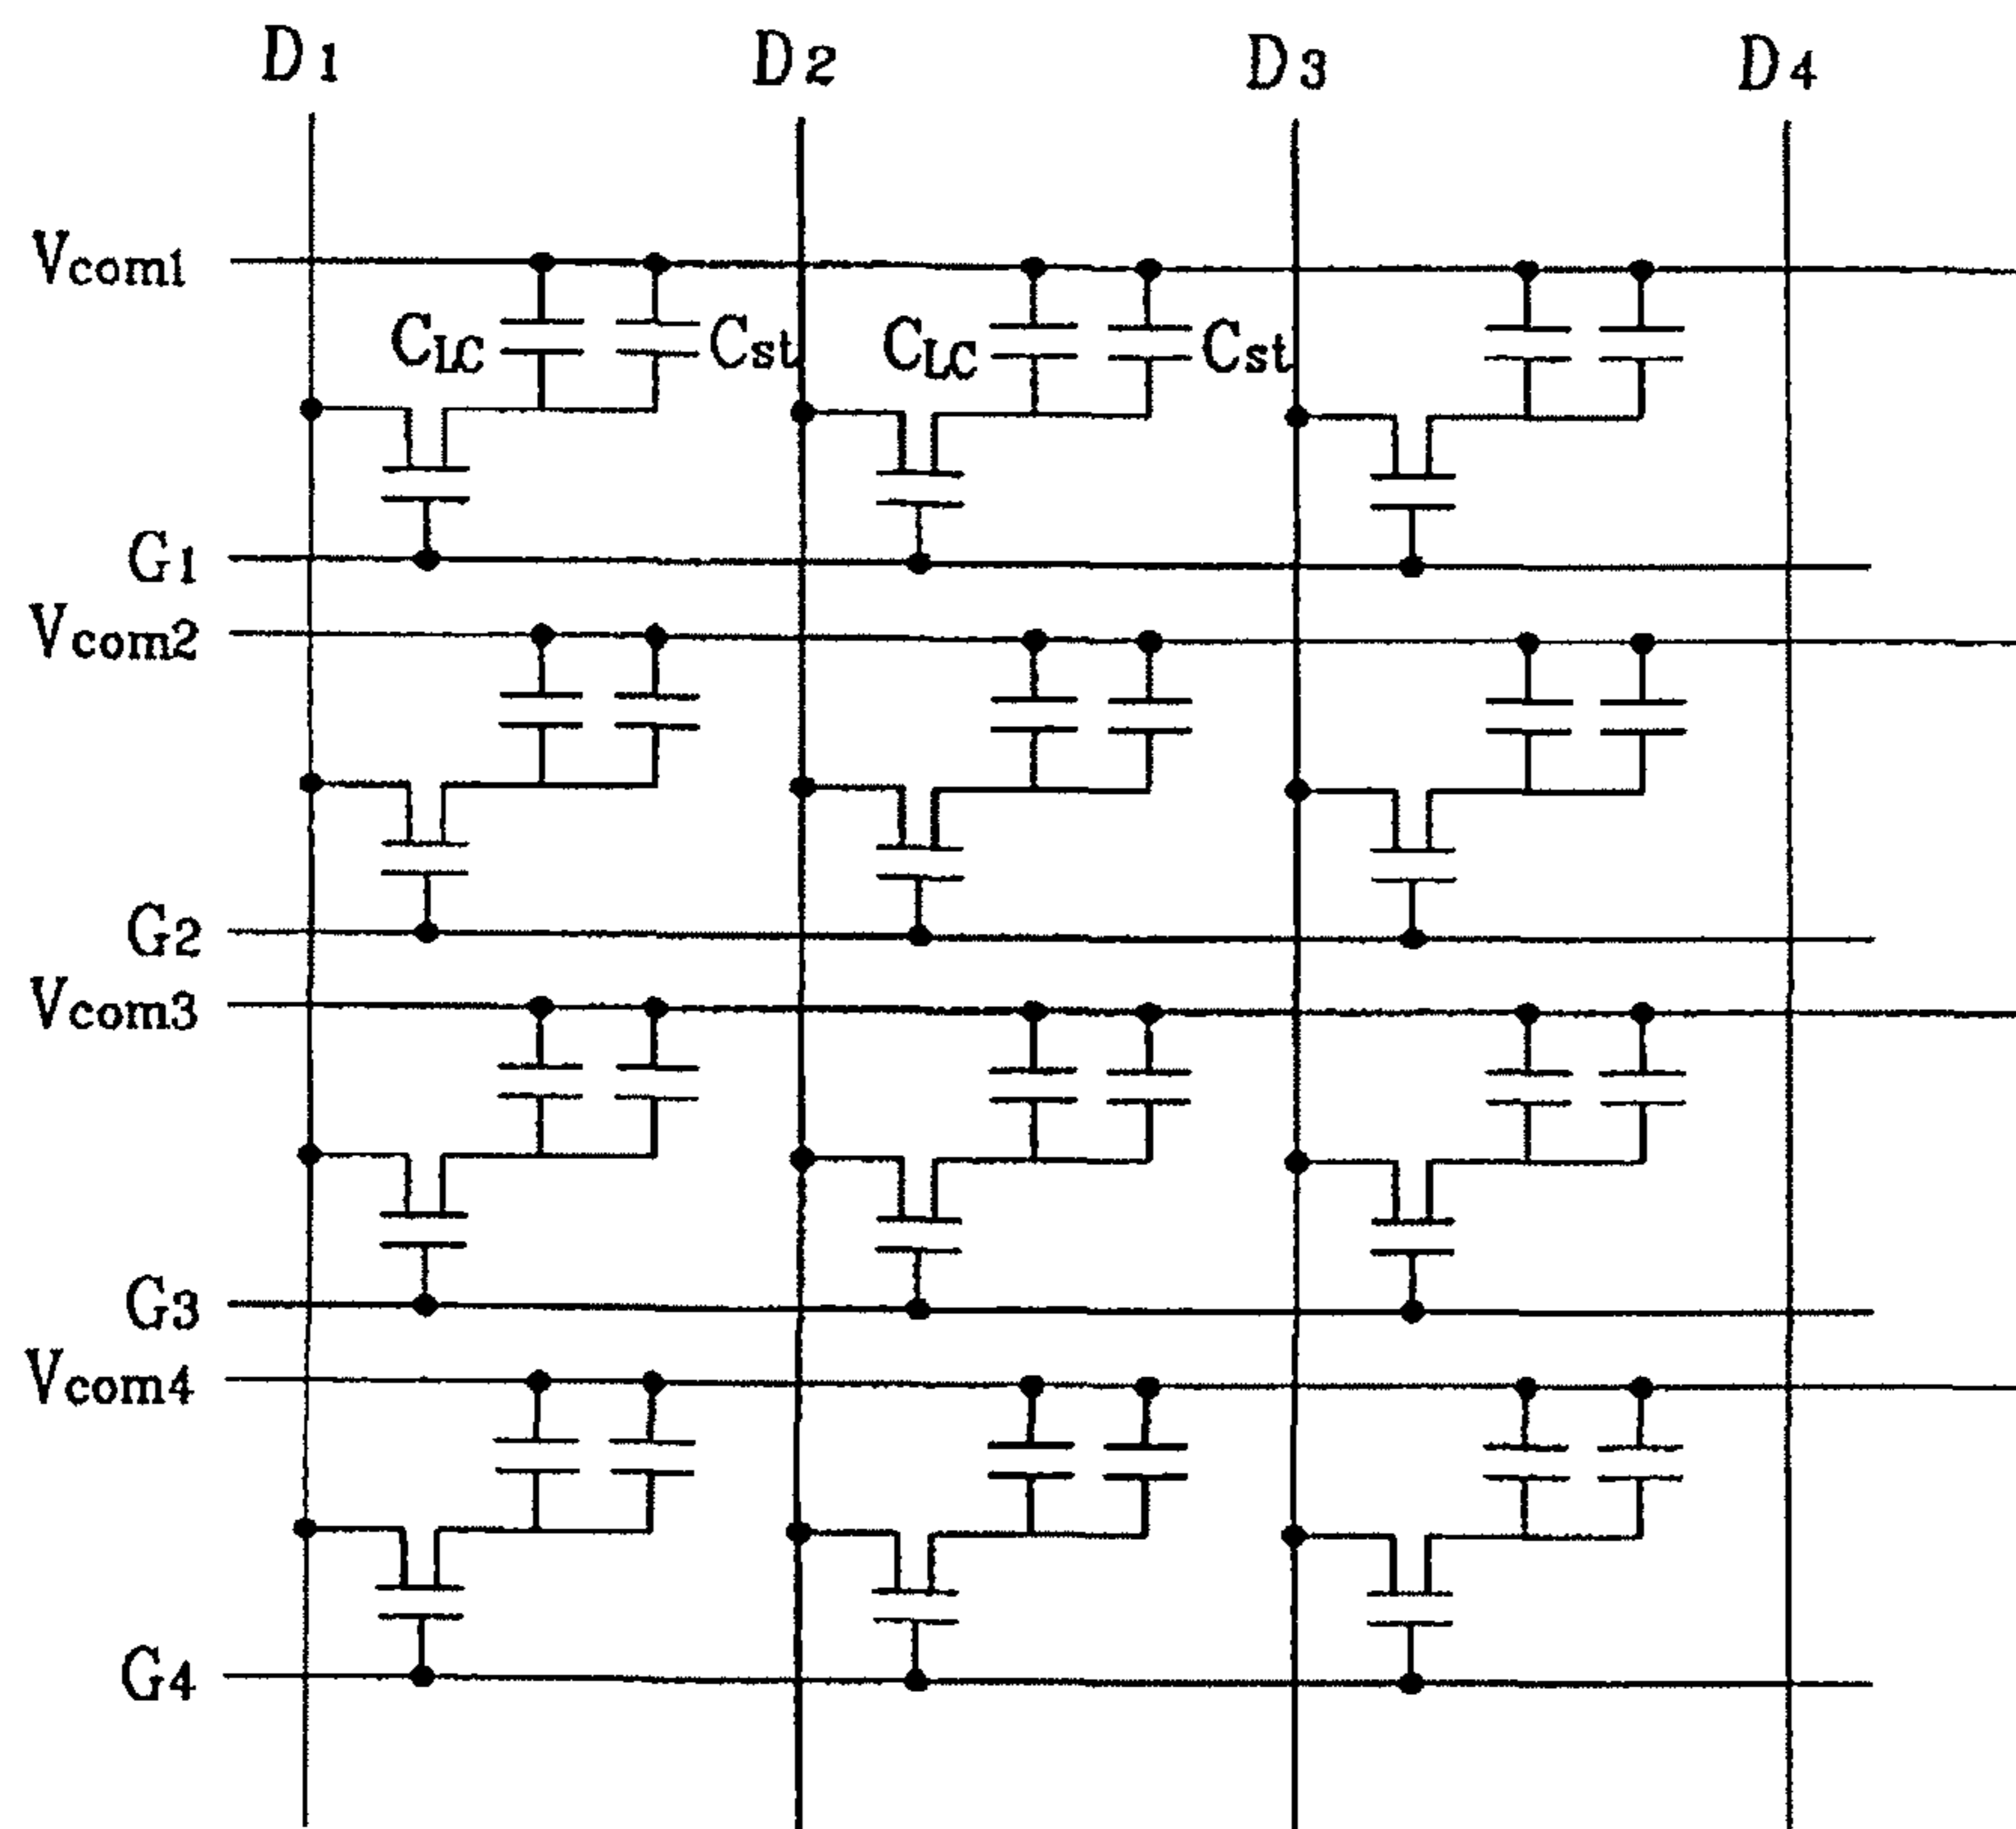 D1 D2 D3 D4
Vcom1
CLC Cst CLC Cst
G1
Vcom2
G2
Vcom3
G3
Vcom4
G4